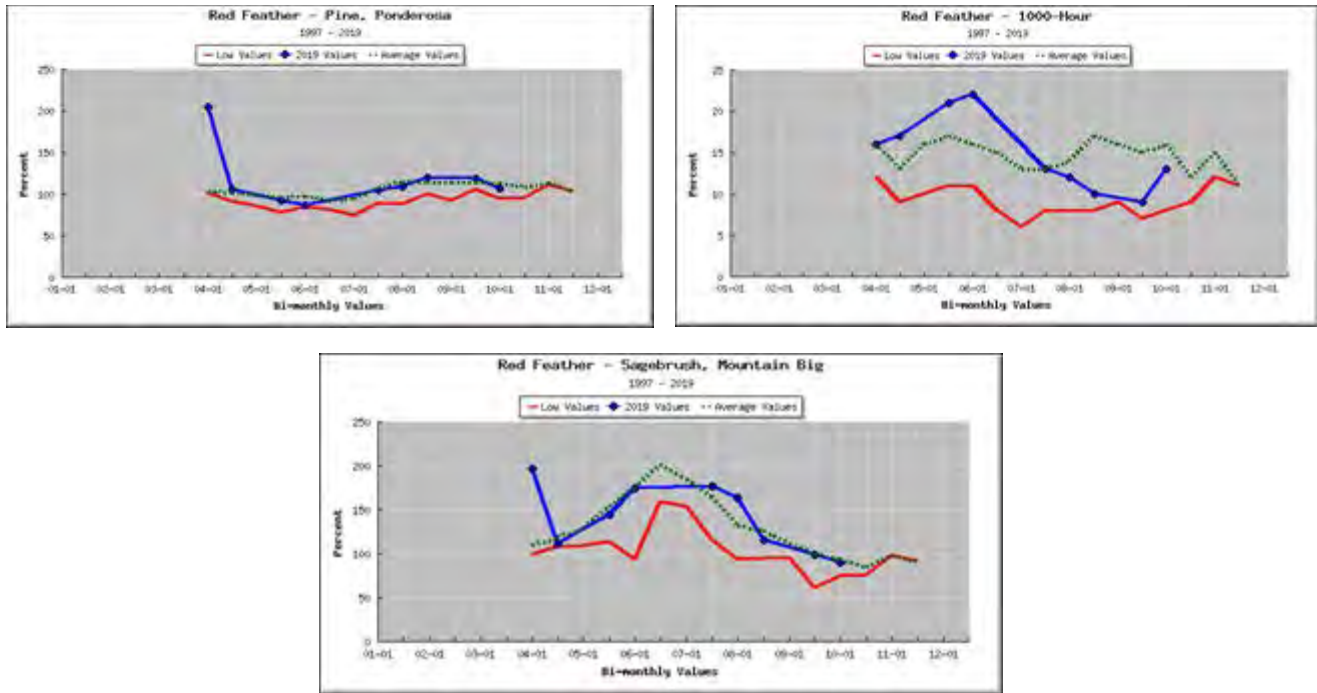 Red Feather - Pine, Ponderosa
1997 - 2019
Low Values 2019 Values Average Values
250
200
150
100
50
0
Percent
01-01 02-01 03-01 04-01 05-01 06-01 07-01 08-01 09-01 10-01 11-01 12-01
Bi-monthly Values
Red Feather - 1000-Hour
1997 - 2019
Low Values 2019 Values Average Values
25
20
15
10
5
0
Percent
01-01 02-01 03-01 04-01 05-01 06-01 07-01 08-01 09-01 10-01 11-01 12-01
Bi-monthly Values
Red Feather - Sagebrush, Mountain Big
1997 - 2019
Low Values 2019 Values Average Values
250
200
150
100
50
0
Percent
01-01 02-01 03-01 04-01 05-01 06-01 07-01 08-01 09-01 10-01 11-01 12-01
Bi-monthly Values